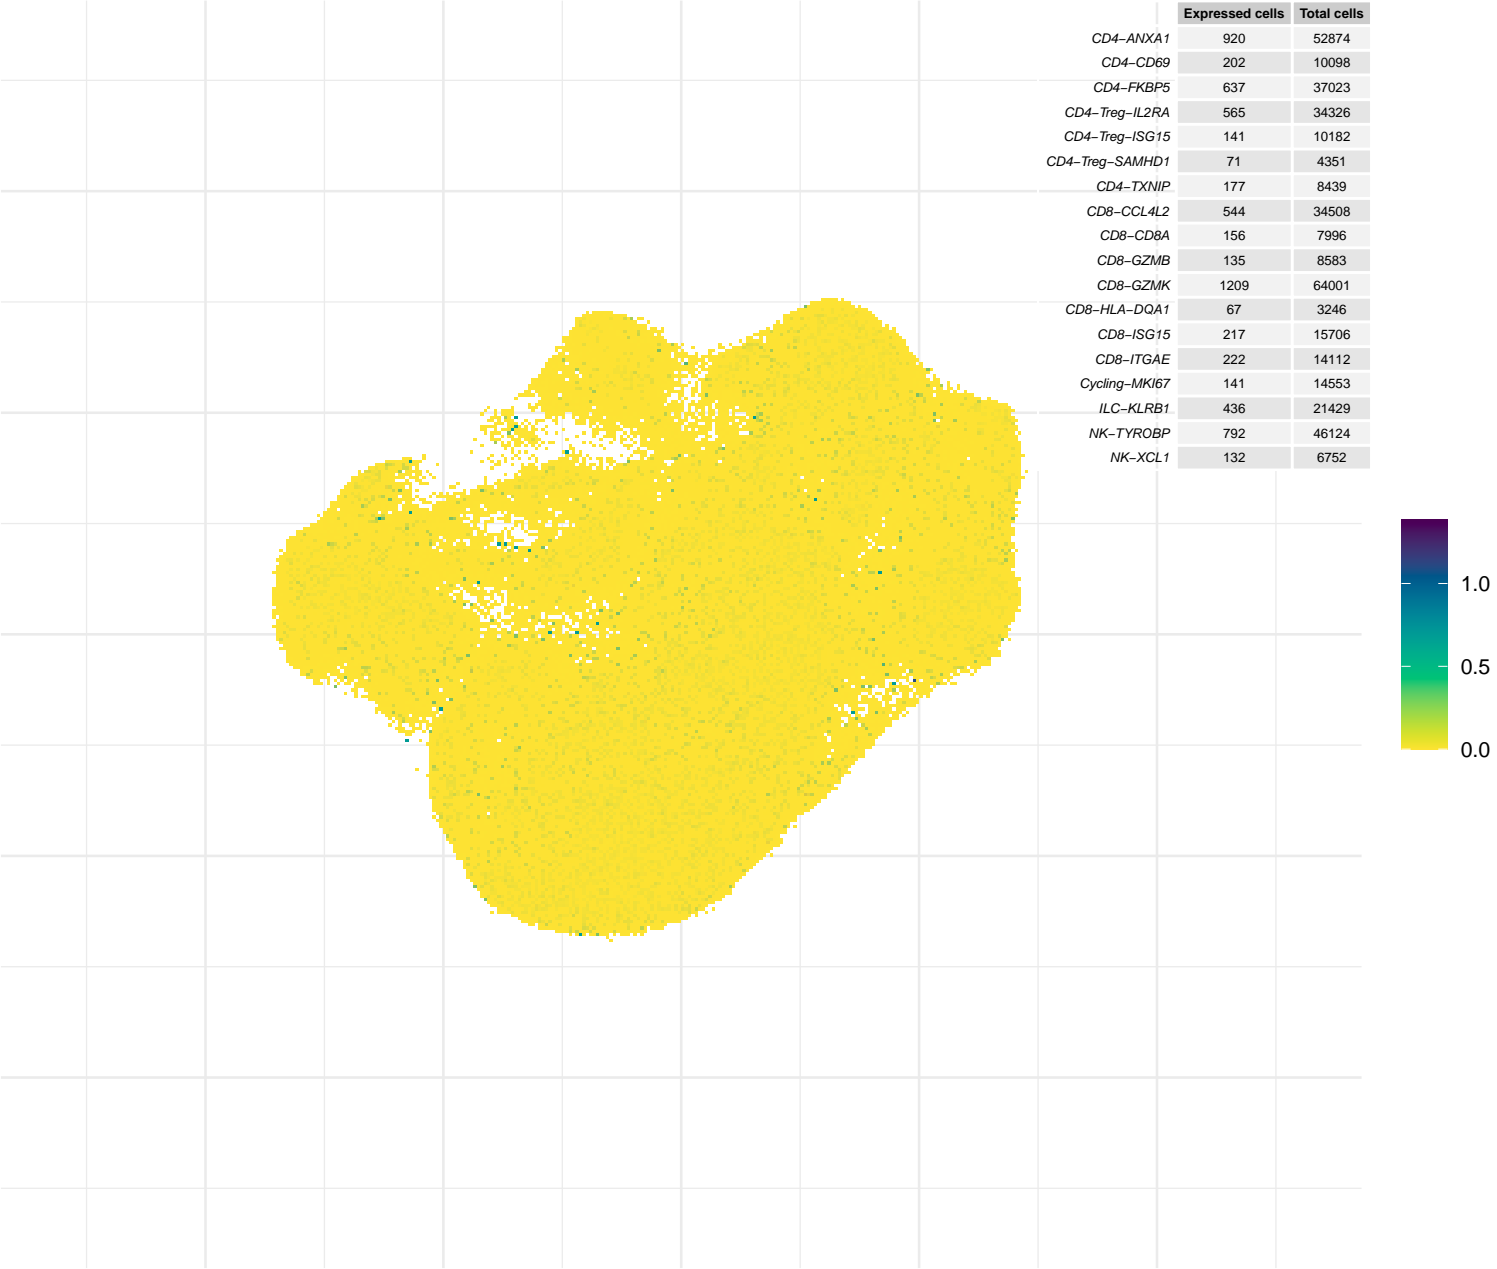 Expressed cells Total cells
CD4−ANXA1 920 52874
CD4−CD69 202 10098
CD4−FKBP5 637 37023
CD4−Treg−IL2RA 565 34326
CD4−Treg−ISG15 141 10182
CD4−Treg−SAMHD1 71 4351
CD4−TXNIP 177 8439
CD8−CCL4L2 544 34508
CD8−CD8A 156 7996
CD8−GZMB 135 8583
CD8−GZMK 1209 64001
CD8−HLA−DQA1 67 3246
CD8−ISG15 217 15706
CD8−ITGAE 222 14112
Cycling−MKI67 141 14553
ILC−KLRB1 436 21429
NK−TYROBP 792 46124
NK−XCL1 132 6752
1.0
0.5
0.0